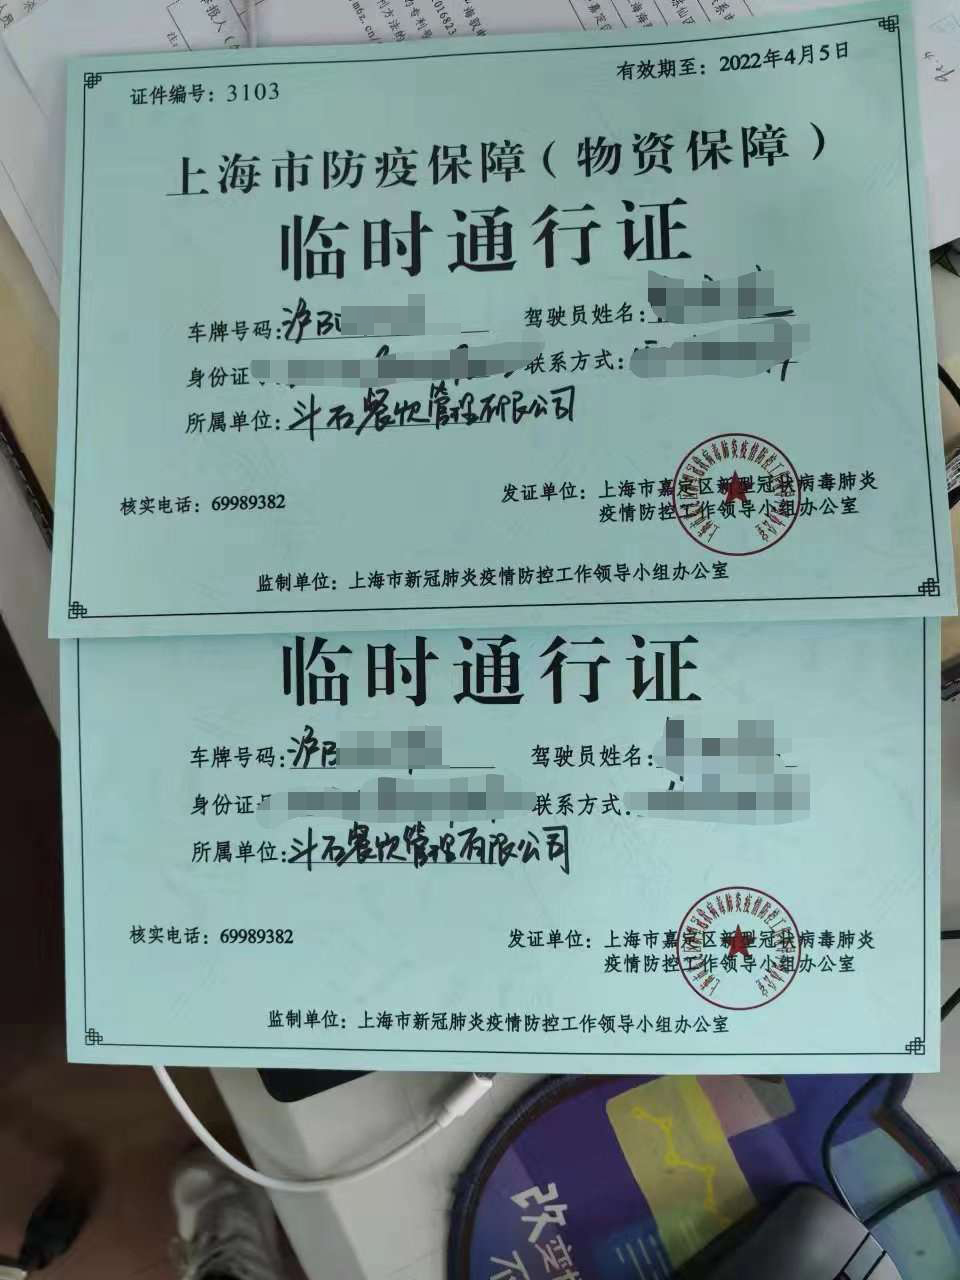 证件编号：3103
有效期至：2022年4月5日
上海市防疫保障（物资保障）
临时通行证
车牌号码：沪
驾驶员姓名：
身份证
联系方式：
所属单位：斗石餐饮管理有限公司
核实电话：69989382
发证单位：上海市嘉定区新型冠状病毒肺炎
疫情防控工作领导小组办公室
监制单位：上海市新冠肺炎疫情防控工作领导小组办公室
临时通行证
车牌号码：沪
驾驶员姓名：
身份证
联系方式
所属单位：斗石餐饮管理有限公司
核实电话：69989382
发证单位：上海市嘉定区新型冠状病毒肺炎
疫情防控工作领导小组办公室
监制单位：上海市新冠肺炎疫情防控工作领导小组办公室
改变